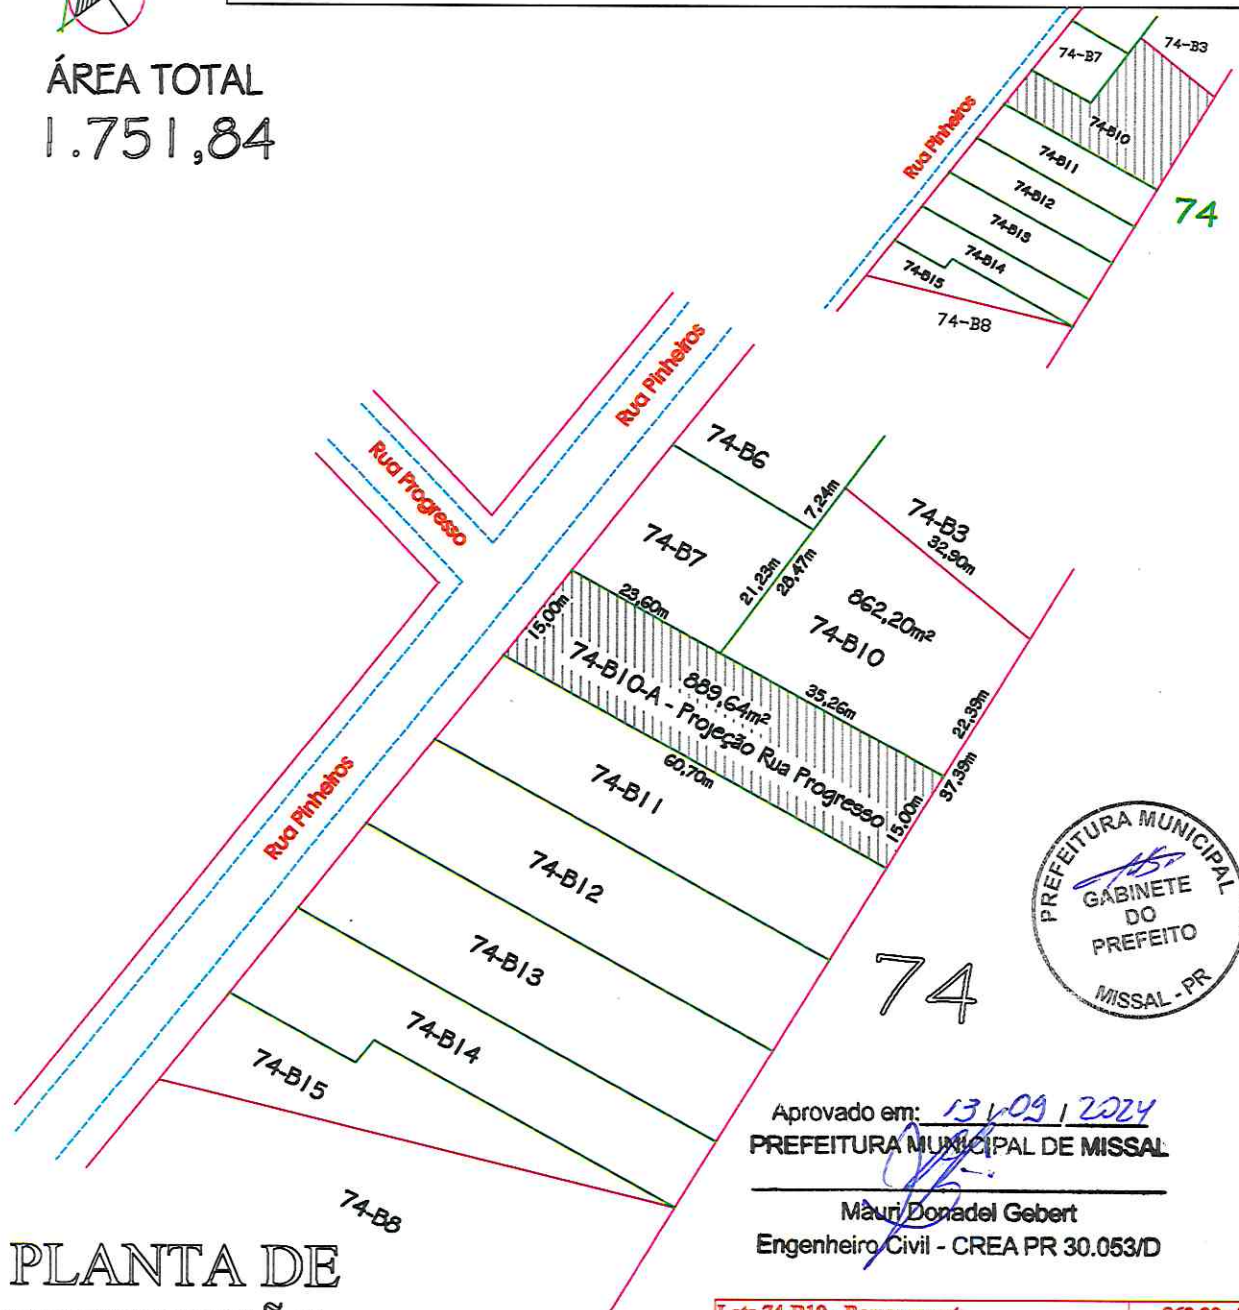 ÁREA TOTAL
1.751,84
74-B7
74-B3
Rua Pinheiros
74-B10
74-B11
74-B12
74-B13
74-B14
74-B15
74-B8
74
Rua Pinheiros
Rua Progresso
74-B6
7,24m
74-B3
32,90m
74-B7
21,23m
28,47m
862,20m²
74-B10
23,60m
15,00m
889,64m²
74-B10-A - Projeção Rua Progresso
35,26m
22,39m
37,39m
15,00m
60,70m
Rua Pinheiros
74-B11
74-B12
74-B13
74-B14
74-B15
74-B8
74
PREFEITURA MUNICIPAL
GABINETE
DO
PREFEITO
MISSAL - PR
Aprovado em: 13 / 09 / 2024
PREFEITURA MUNICIPAL DE MISSAL
Mauri Donadel Gebert
Engenheiro Civil - CREA PR 30.053/D
PLANTA DE